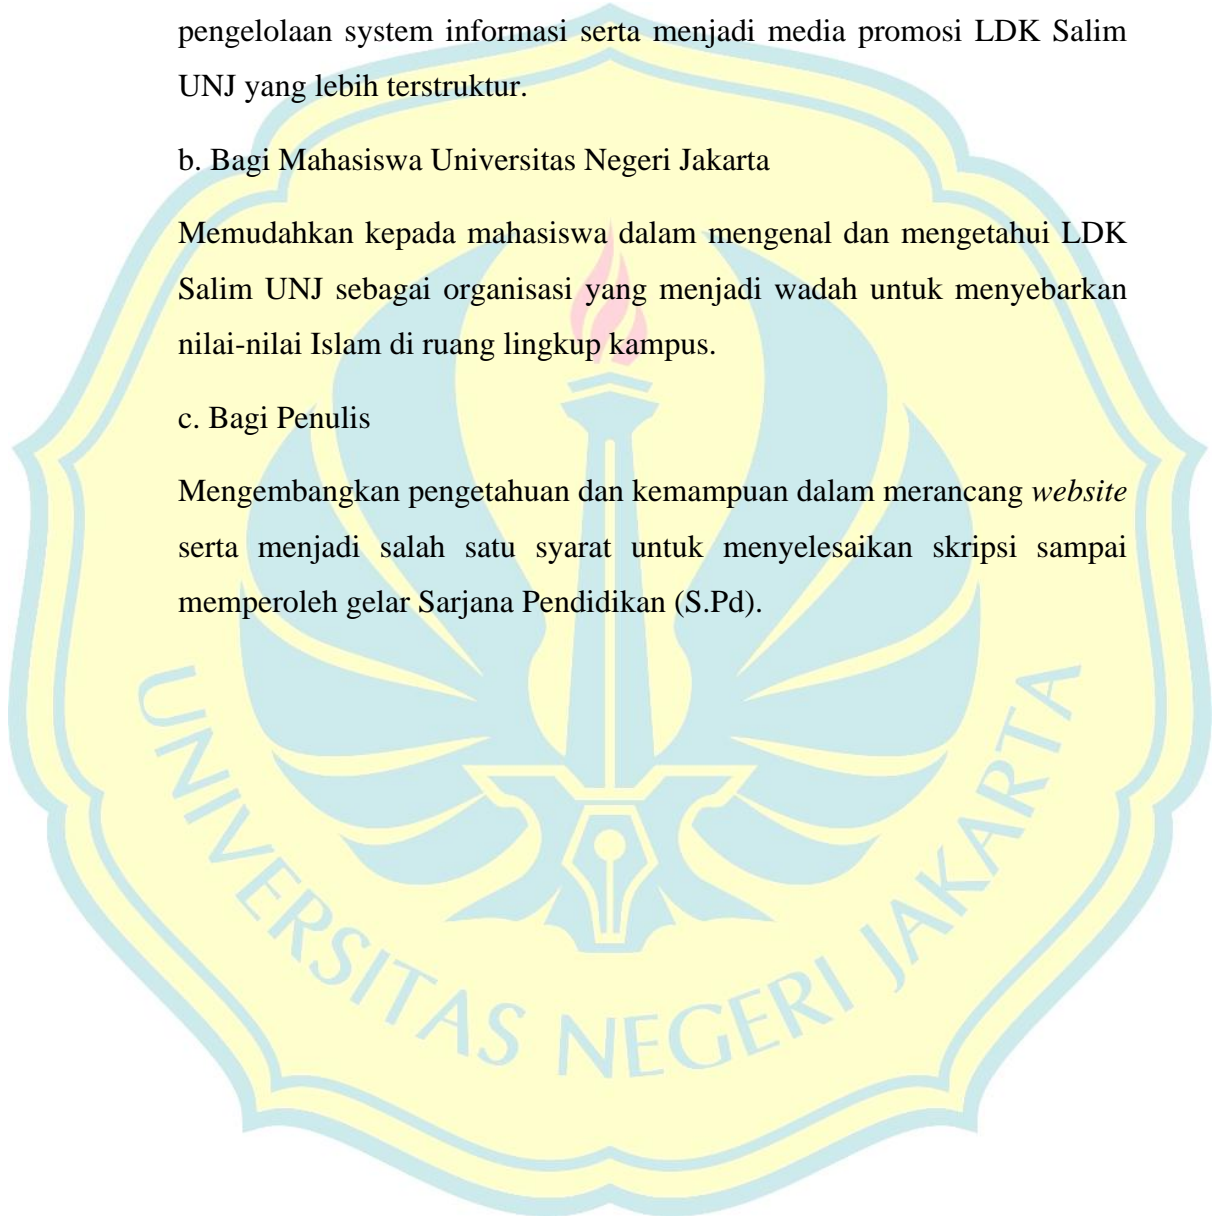 pengelolaan system informasi serta menjadi media promosi LDK Salim
UNJ yang lebih terstruktur.
b. Bagi Mahasiswa Universitas Negeri Jakarta
Memudahkan kepada mahasiswa dalam mengenal dan mengetahui LDK
Salim UNJ sebagai organisasi yang menjadi wadah untuk menyebarkan
nilai-nilai Islam di ruang lingkup kampus.
c. Bagi Penulis
Mengembangkan pengetahuan dan kemampuan dalam merancang website
serta menjadi salah satu syarat untuk menyelesaikan skripsi sampai
memperoleh gelar Sarjana Pendidikan (S.Pd).
UNIVERSITAS NEGERI JAKARTA